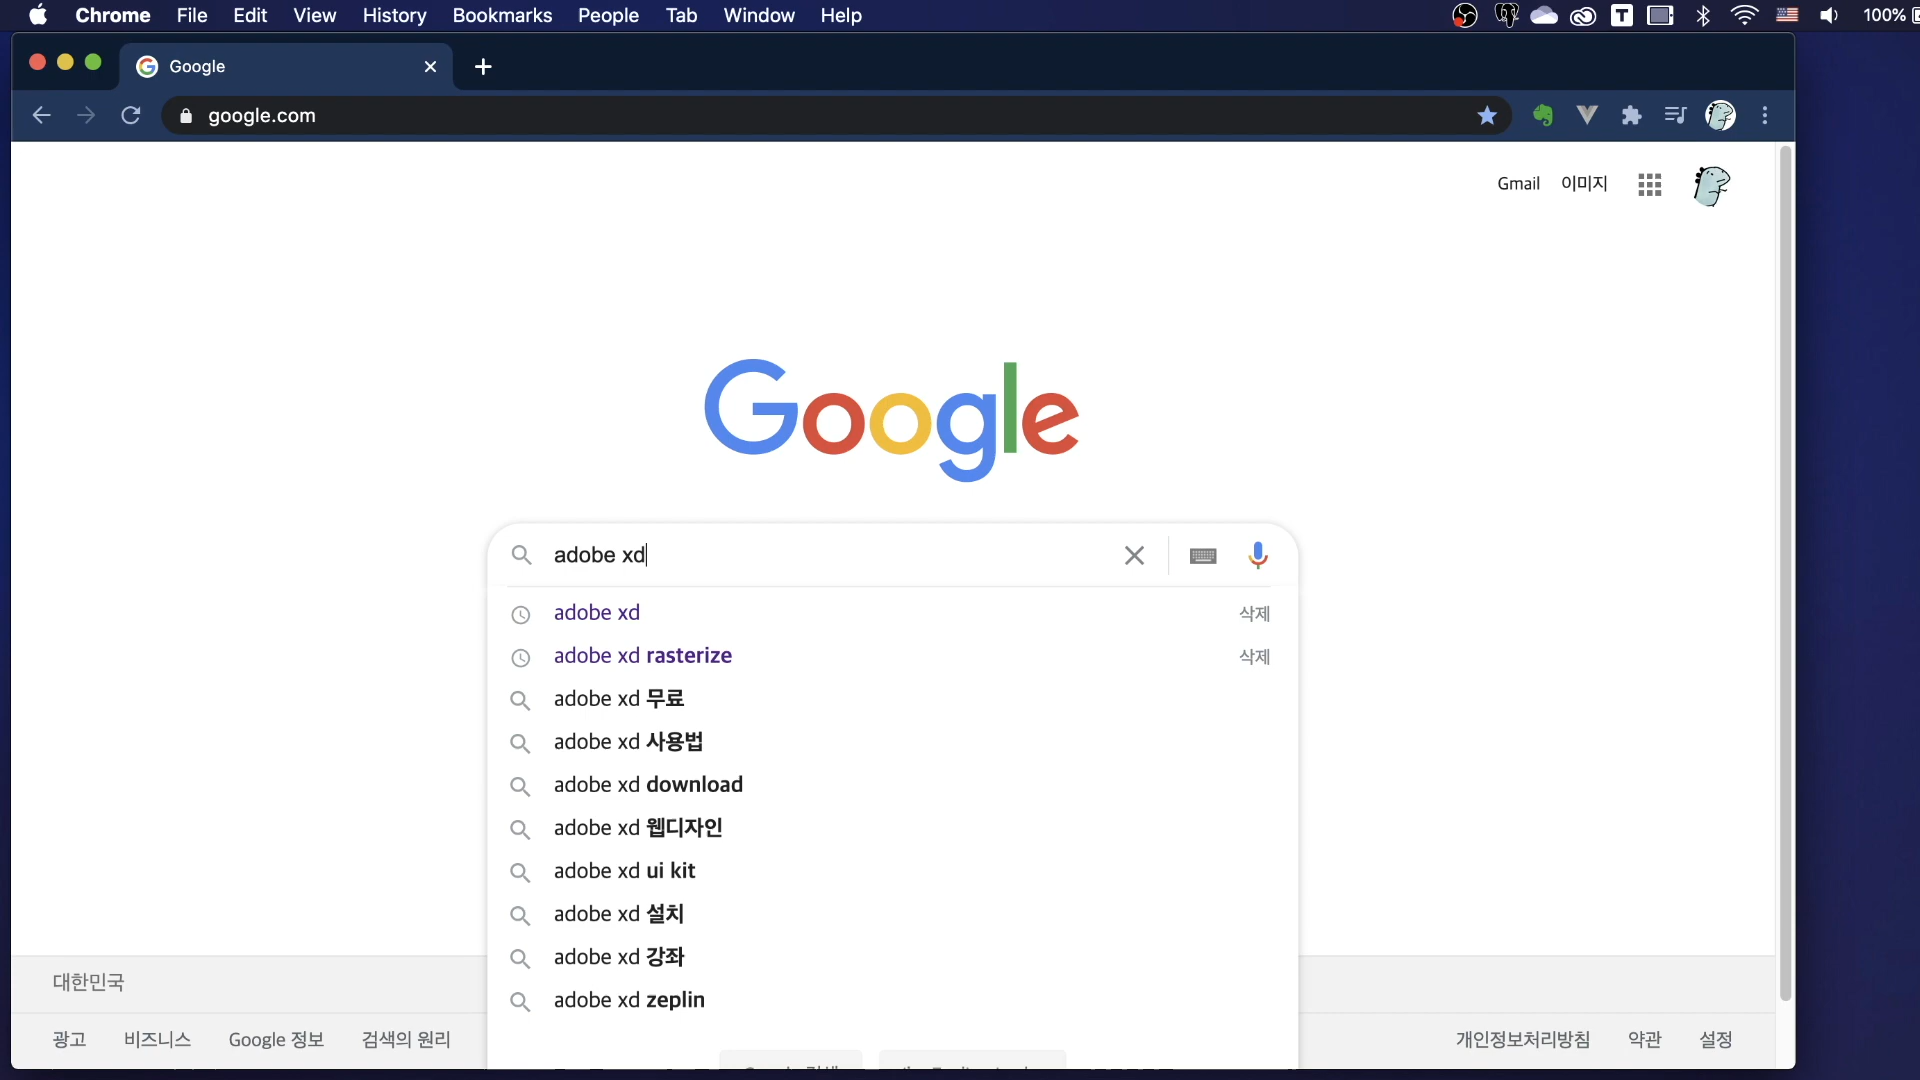 Chrome File Edit View History Bookmarks People Tab Window Help 100%
Google
google.com
Gmail 이미지
Google
adobe xd
adobe xd 삭제
adobe xd rasterize 삭제
adobe xd 무료
adobe xd 사용법
adobe xd download
adobe xd 웹디자인
adobe xd ui kit
adobe xd 설치
adobe xd 강좌
adobe xd zeplin
대한민국
광고 비즈니스 Google 정보 검색의 원리 개인정보처리방침 약관 설정